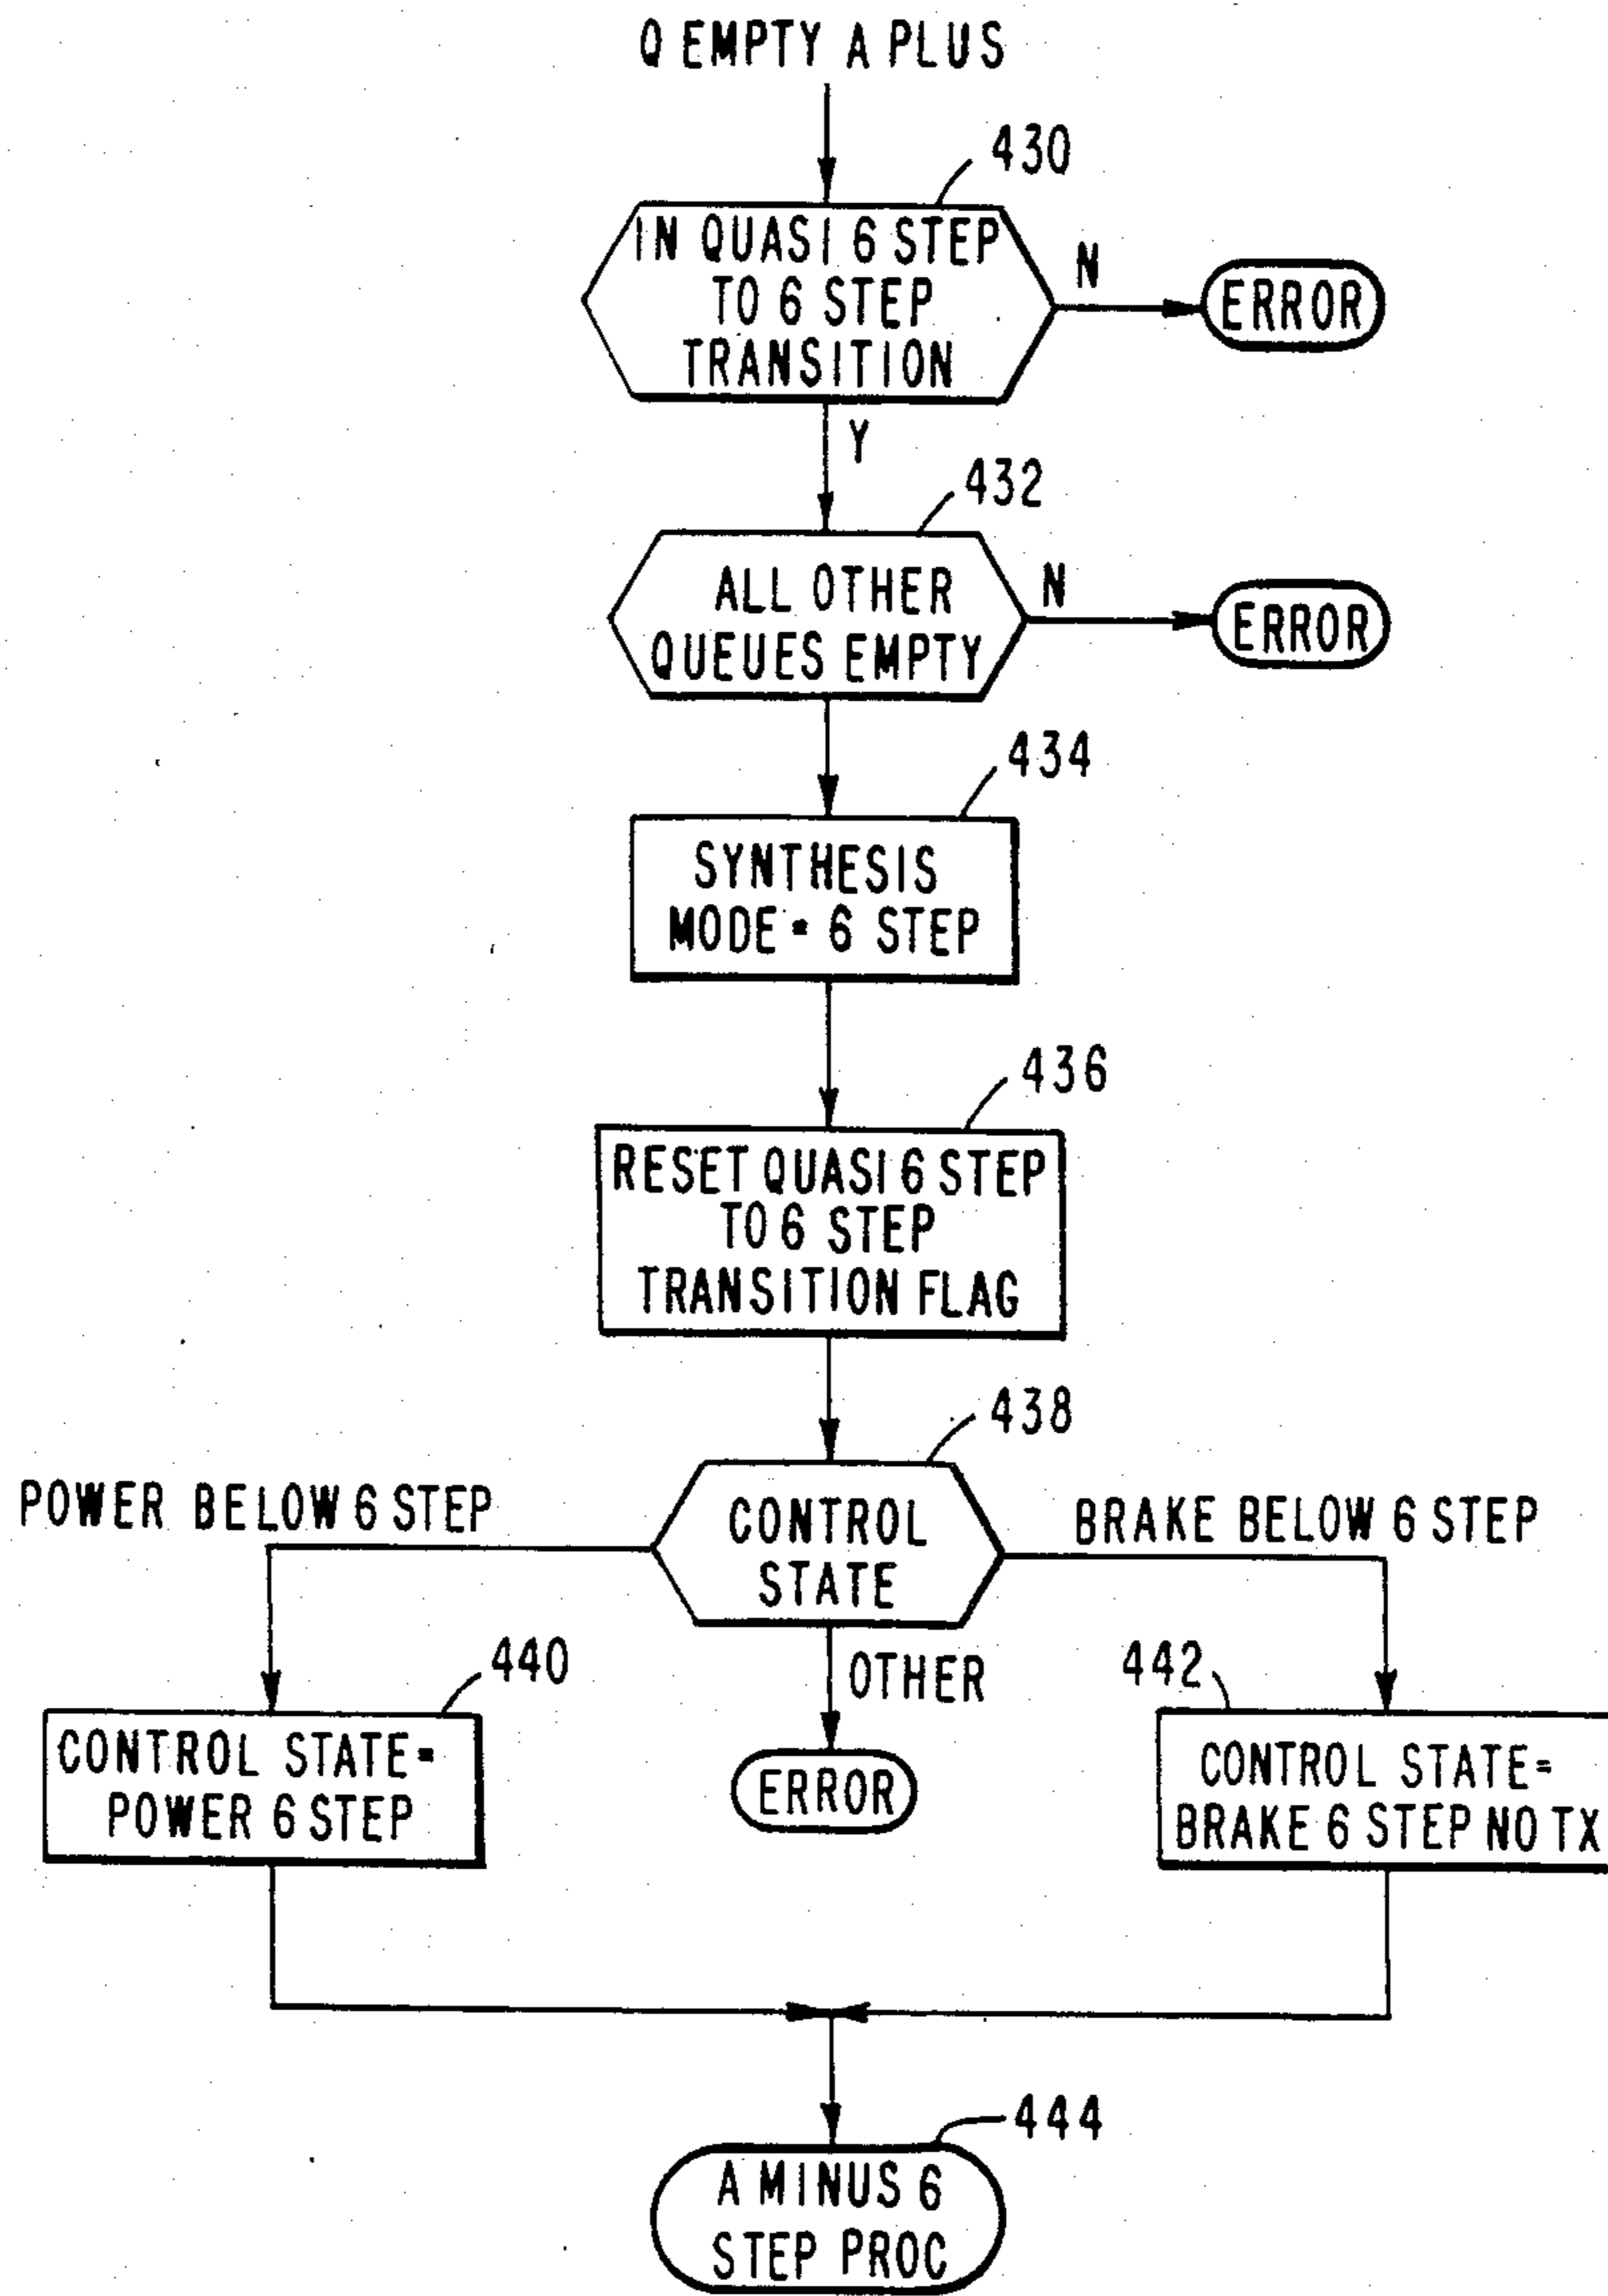 Q EMPTY A PLUS
430
IN QUASI 6 STEP
TO 6 STEP
TRANSITION
N
ERROR
Y
432
ALL OTHER
QUEUES EMPTY
N
ERROR
434
SYNTHESIS
MODE = 6 STEP
436
RESET QUASI 6 STEP
TO 6 STEP
TRANSITION FLAG
438
POWER BELOW 6 STEP
CONTROL
STATE
BRAKE BELOW 6 STEP
440
OTHER
442
CONTROL STATE=
POWER 6 STEP
ERROR
CONTROL STATE=
BRAKE 6 STEP NO TX
444
A MINUS 6
STEP PROC